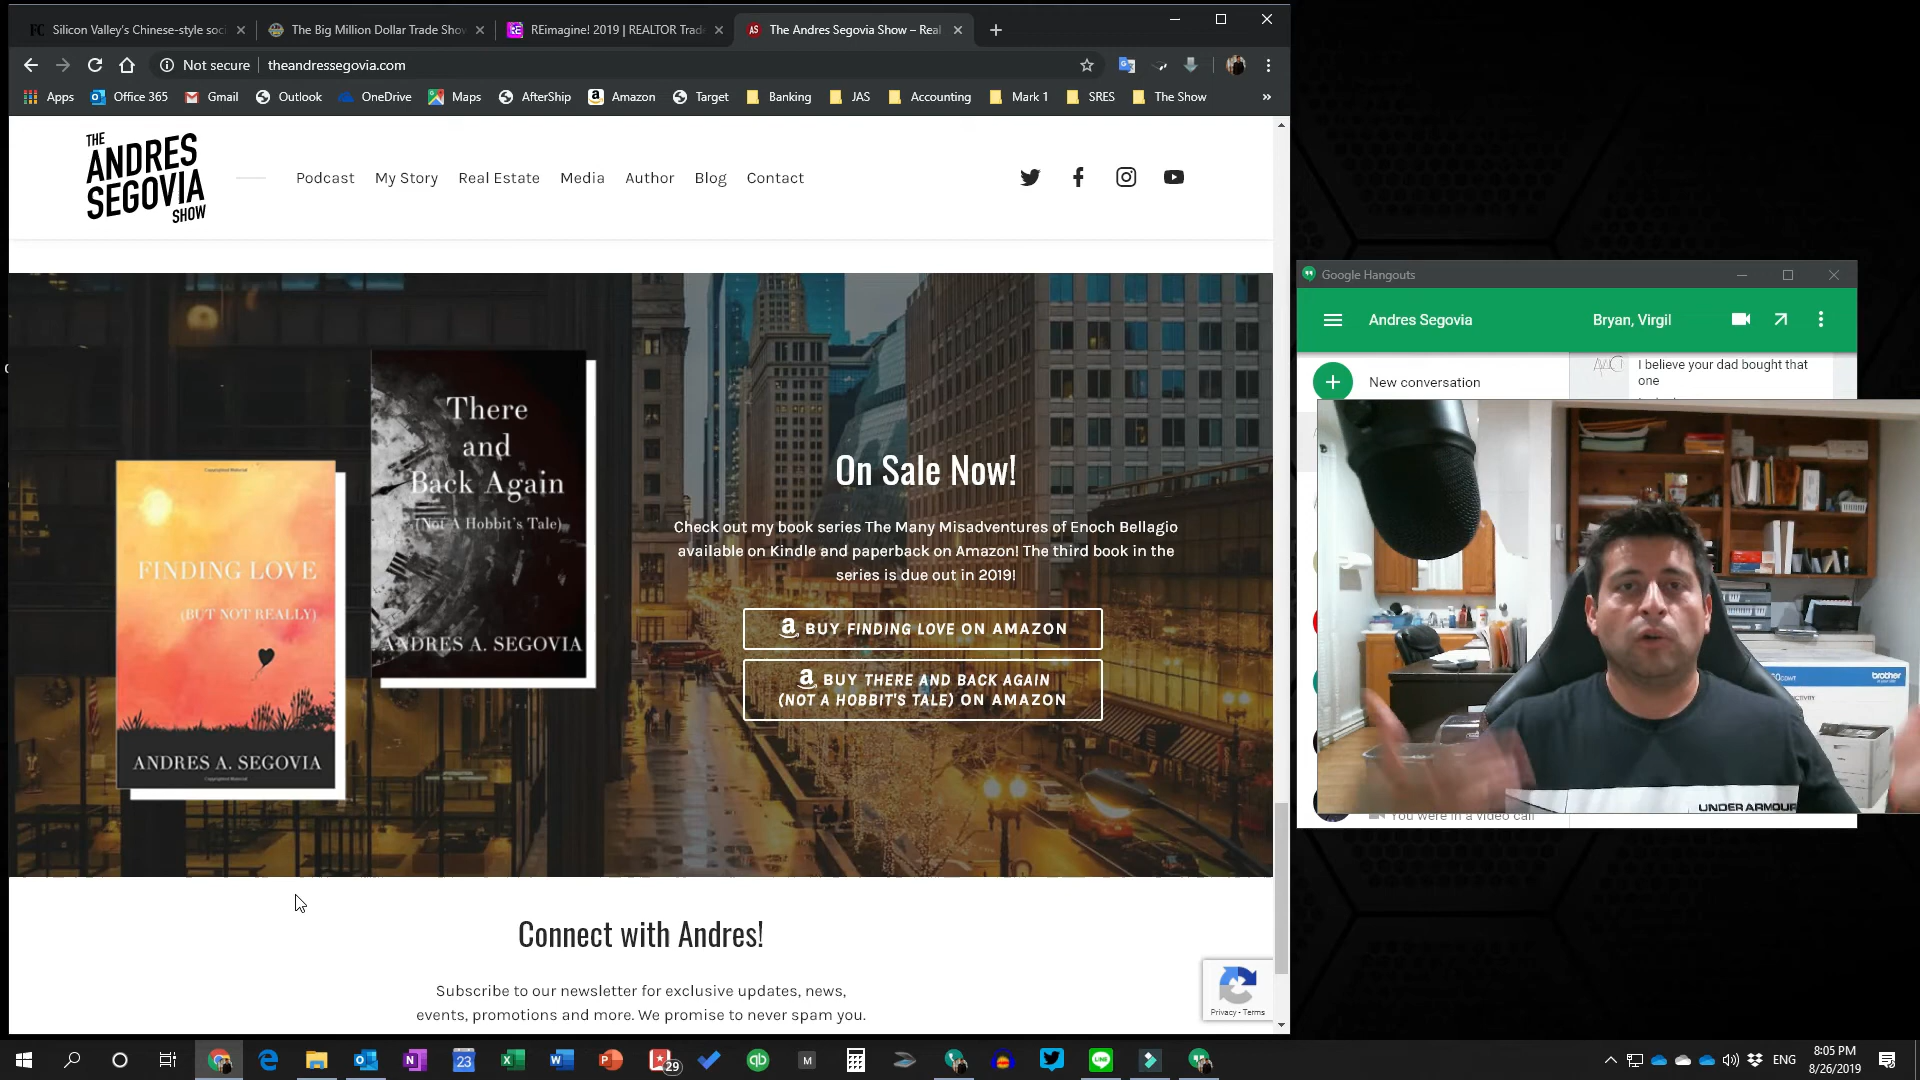 Silicon Valley's Chinese-style soci
The Big Million Dollar Trade Show
REimagine! 2019 | REALTOR Trad
The Andres Segovia Show – Real
Not secure
theandressegovia.com
Apps
Office 365
Gmail
Outlook
OneDrive
Maps
AfterShip
Amazon
Target
Banking
JAS
Accounting
Mark 1
SRES
The Show
»
THE
ANDRES
SEGOVIA
SHOW
Podcast
My Story
Real Estate
Media
Author
Blog
Contact
FINDING LOVE
(BUT NOT REALLY)
ANDRES A. SEGOVIA
There
and
Back Again
(Not A Hobbit's Tale)
ANDRES A. SEGOVIA
On Sale Now!
Check out my book series The Many Misadventures of Enoch Bellagio
available on Kindle and paperback on Amazon! The third book in the
series is due out in 2019!
BUY FINDING LOVE ON AMAZON
BUY THERE AND BACK AGAIN
(NOT A HOBBIT'S TALE) ON AMAZON
Connect with Andres!
Subscribe to our newsletter for exclusive updates, news,
events, promotions and more. We promise to never spam you.
Privacy - Terms
Google Hangouts
Andres Segovia
Bryan, Virgil
New conversation
I believe your dad bought that
one
brother
UNDER ARMOUR
You were in a video call
23
29
M
ENG
8:05 PM
8/26/2019